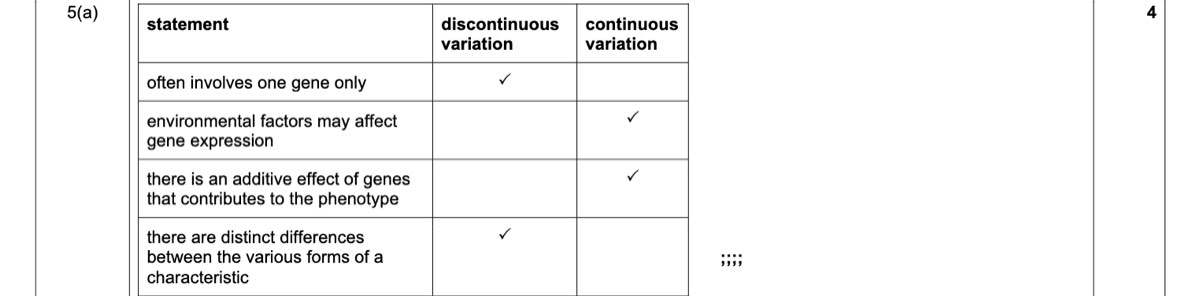 5(a)
statement
discontinuous variation
continuous variation
4
often involves one gene only
✓
environmental factors may affect
gene expression
✓
there is an additive effect of genes
that contributes to the phenotype
✓
there are distinct differences
between the various forms of a
characteristic
✓
;;;;